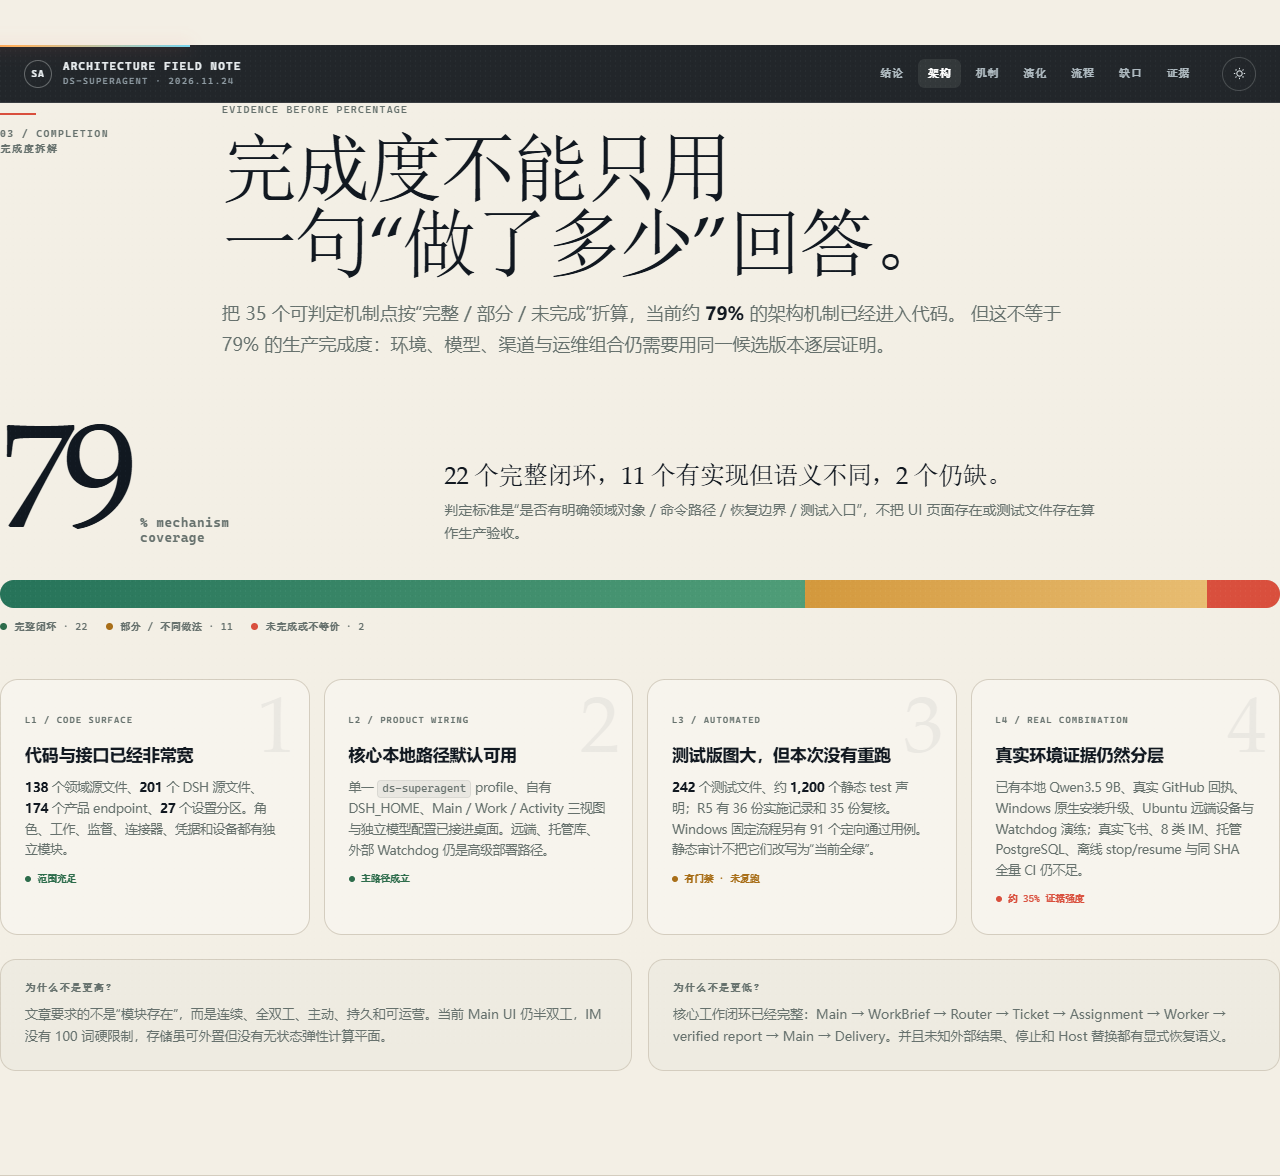 SA
ARCHITECTURE FIELD NOTE
DS-SUPERAGENT · 2026.11.24
结论 架构 机制 演化 流程 缺口 证据
03 / COMPLETION
完成度拆解
EVIDENCE BEFORE PERCENTAGE
完成度不能只用
一句“做了多少”回答。
把 35 个可判定机制点按“完整 / 部分 / 未完成”折算，当前约 79% 的架构机制已经进入代码。 但这不等于
79% 的生产完成度：环境、模型、渠道与运维组合仍需要用同一候选版本逐层证明。
79
% mechanism
coverage
22 个完整闭环，11 个有实现但语义不同，2 个仍缺。
判定标准是“是否有明确领域对象 / 命令路径 / 恢复边界 / 测试入口”，不把 UI 页面存在或测试文件存在算
作生产验收。
完整闭环 · 22 部分 / 不同做法 · 11 未完成或不等价 · 2
L1 / CODE SURFACE
1
代码与接口已经非常宽
138 个领域源文件、201 个 DSH 源文件、
174 个产品 endpoint、27 个设置分区。角
色、工作、监督、连接器、凭据和设备都有独
立模块。
范围充足
L2 / PRODUCT WIRING
2
核心本地路径默认可用
单一 ds-superagent profile、自有
DSH_HOME、Main / Work / Activity 三视图
与独立模型配置已接进桌面。远端、托管库、
外部 Watchdog 仍是高级部署路径。
主路径成立
L3 / AUTOMATED
3
测试版图大，但本次没有重跑
242 个测试文件、约 1,200 个静态 test 声
明；R5 有 36 份实施记录和 35 份复核。
Windows 固定流程另有 91 个定向通过用例。
静态审计不把它们改写为“当前全绿”。
有门禁 · 未复跑
L4 / REAL COMBINATION
4
真实环境证据仍然分层
已有本地 Qwen3.5 9B、真实 GitHub 回执、
Windows 原生安装升级、Ubuntu 远端设备与
Watchdog 演练；真实飞书、8 类 IM、托管
PostgreSQL、离线 stop/resume 与同 SHA
全量 CI 仍不足。
约 35% 证据强度
为什么不是更高?
文章要求的不是“模块存在”，而是连续、全双工、主动、持久和可运营。当前 Main UI 仍半双工，IM
没有 100 词硬限制，存储虽可外置但没有无状态弹性计算平面。
为什么不是更低?
核心工作闭环已经完整：Main → WorkBrief → Router → Ticket → Assignment → Worker →
verified report → Main → Delivery。并且未知外部结果、停止和 Host 替换都有显式恢复语义。